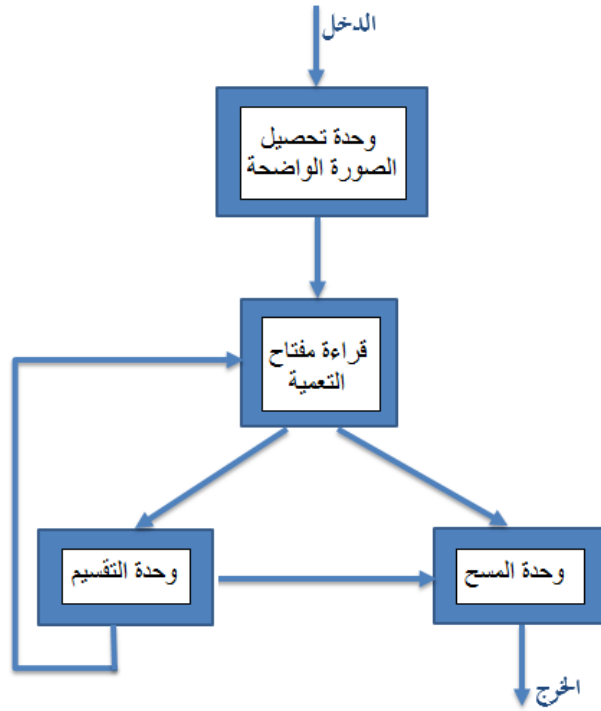 الدخل
وحدة تحصيل
الصورة الواضحة
قراءة مفتاح
التعمية
وحدة التقسيم
وحدة المسح
الخرج